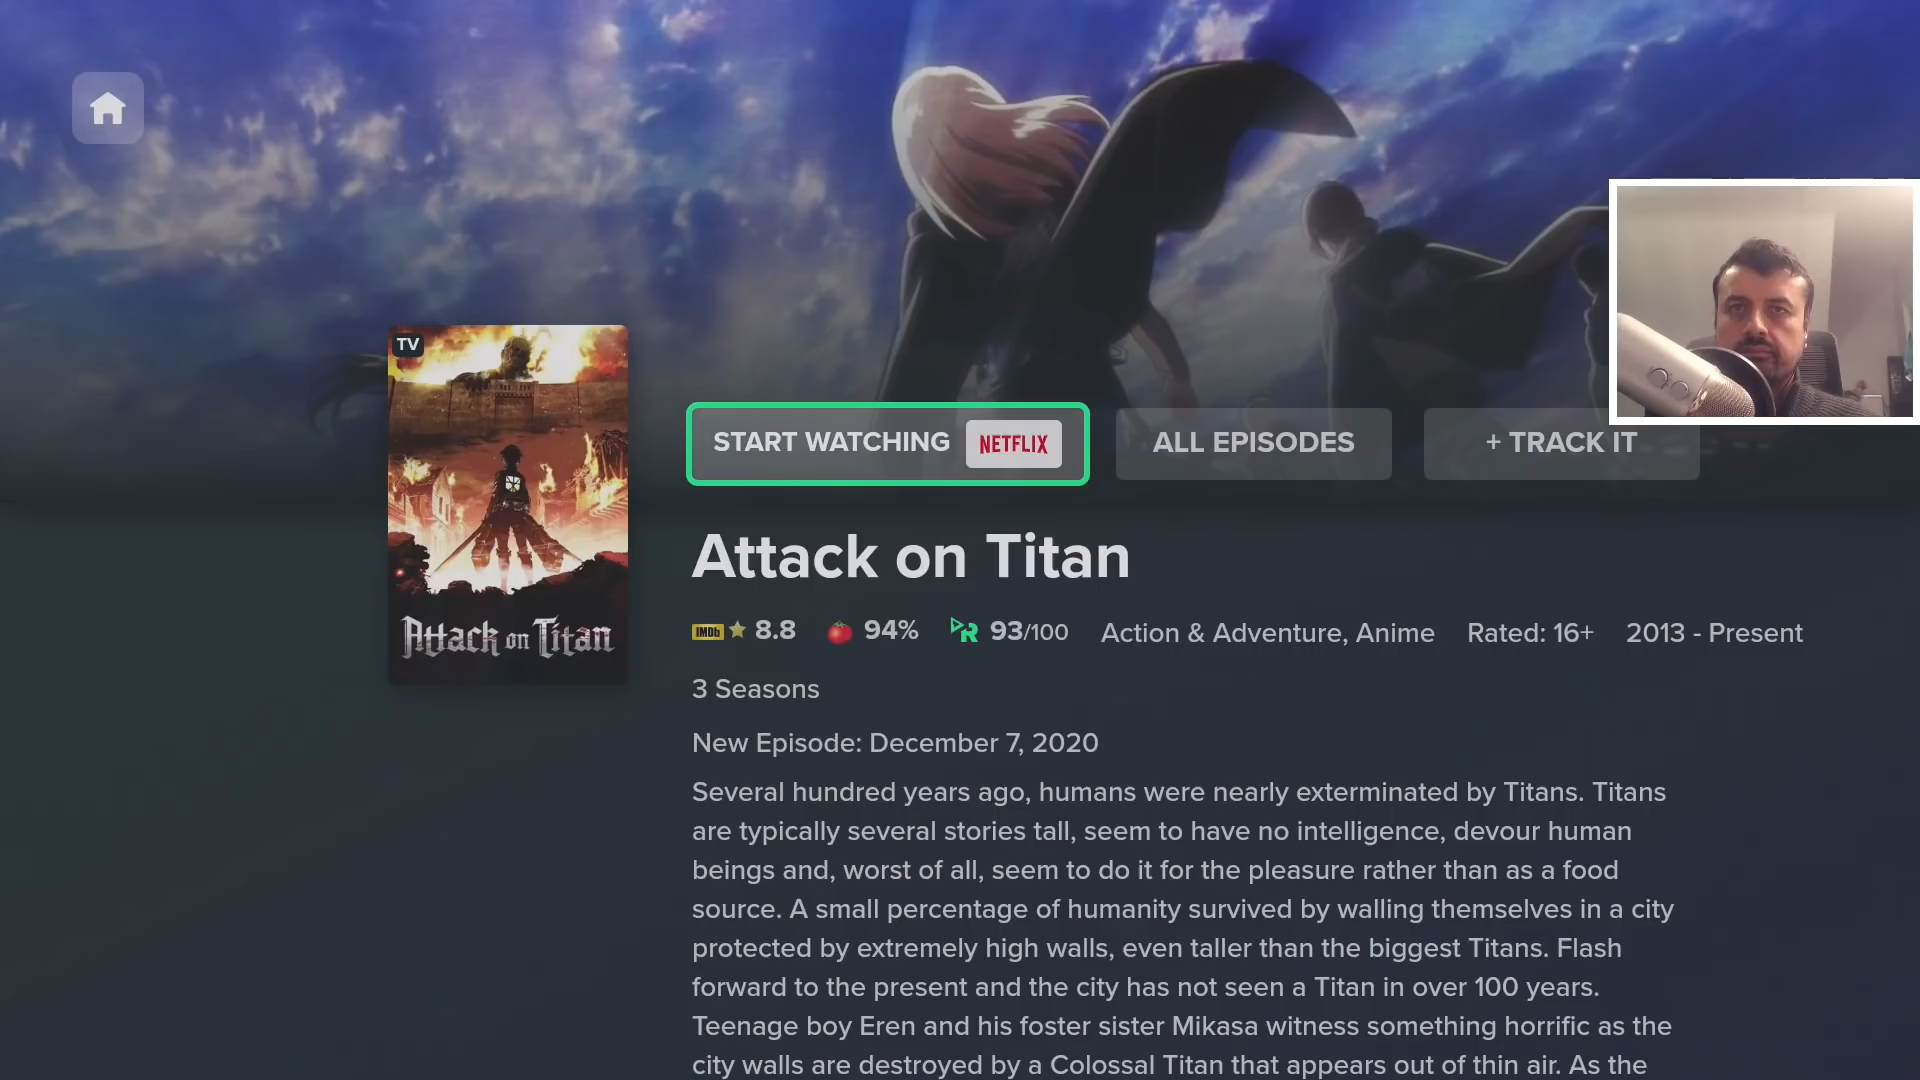 TV
Attack on Titan
START WATCHING NETFLIX
ALL EPISODES
+ TRACK IT
Attack on Titan
IMDb 8.8 94% R 93/100 Action & Adventure, Anime Rated: 16+ 2013 - Present
3 Seasons
New Episode: December 7, 2020
Several hundred years ago, humans were nearly exterminated by Titans. Titans
are typically several stories tall, seem to have no intelligence, devour human
beings and, worst of all, seem to do it for the pleasure rather than as a food
source. A small percentage of humanity survived by walling themselves in a city
protected by extremely high walls, even taller than the biggest Titans. Flash
forward to the present and the city has not seen a Titan in over 100 years.
Teenage boy Eren and his foster sister Mikasa witness something horrific as the
city walls are destroyed by a Colossal Titan that appears out of thin air. As the